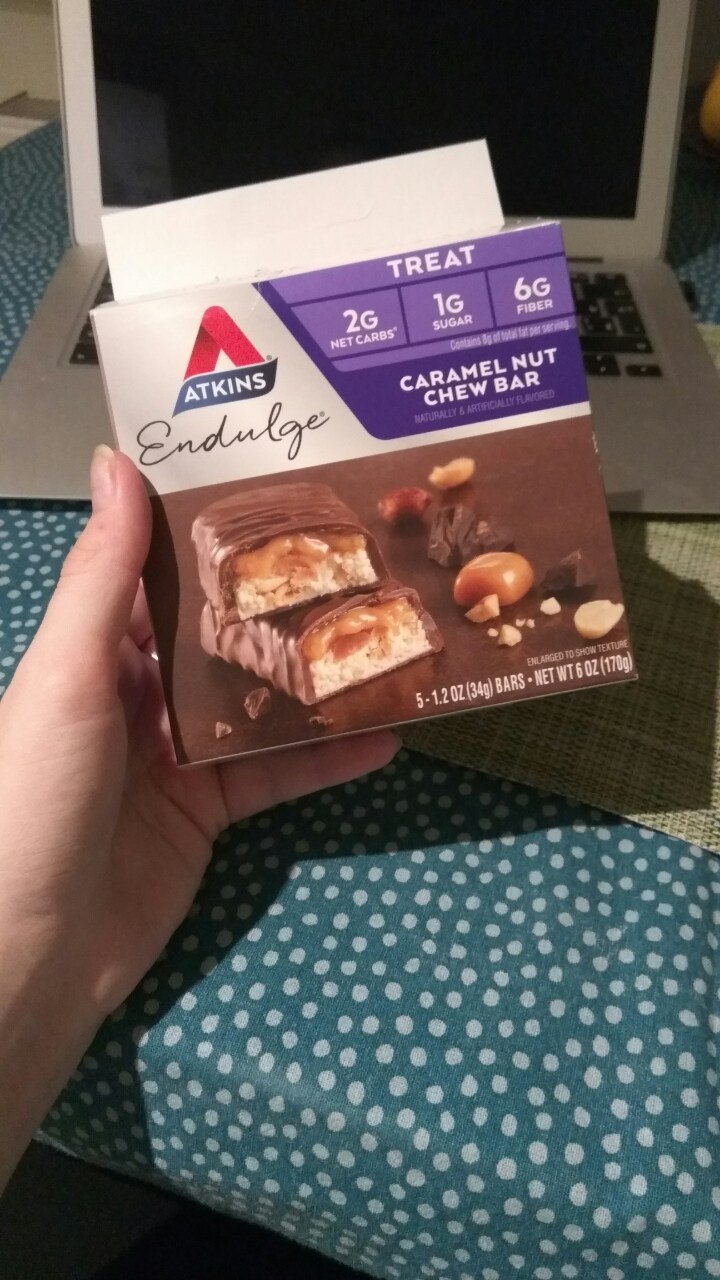 TREAT
2G
NET CARBS*
1G
SUGAR
6G
FIBER
Contains 8g of total fat per serving.
ATKINS®
Endulge®
CARAMEL NUT
CHEW BAR
NATURALLY & ARTIFICIALLY FLAVORED
ENLARGED TO SHOW TEXTURE
5 - 1.2 OZ (34g) BARS • NET WT 6 OZ (170g)